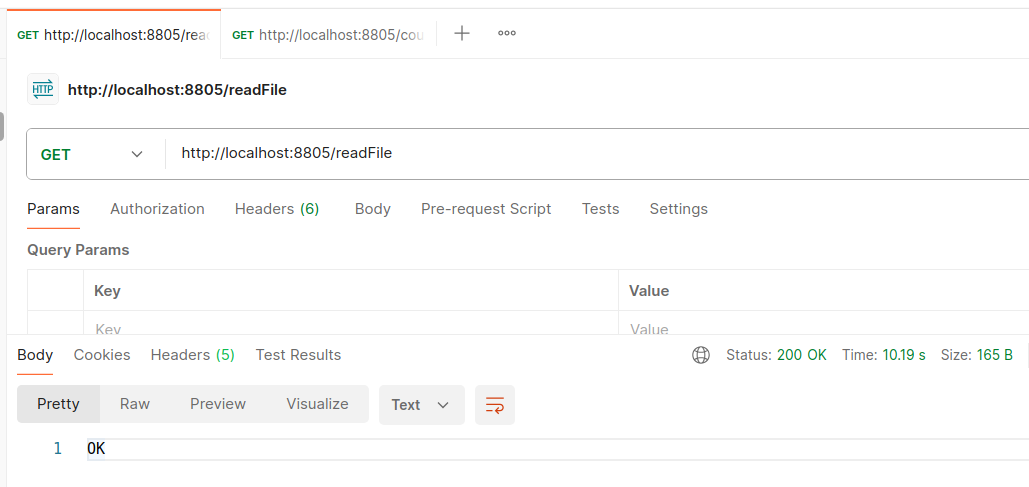 GET http://localhost:8805/rea GET http://localhost:8805/cou
HTTP http://localhost:8805/readFile
GET http://localhost:8805/readFile
Params Authorization Headers (6) Body Pre-request Script Tests Settings
Query Params
Key Value
Key Value
Body Cookies Headers (5) Test Results Status: 200 OK Time: 10.19 s Size: 165 B
Pretty Raw Preview Visualize Text
1 OK